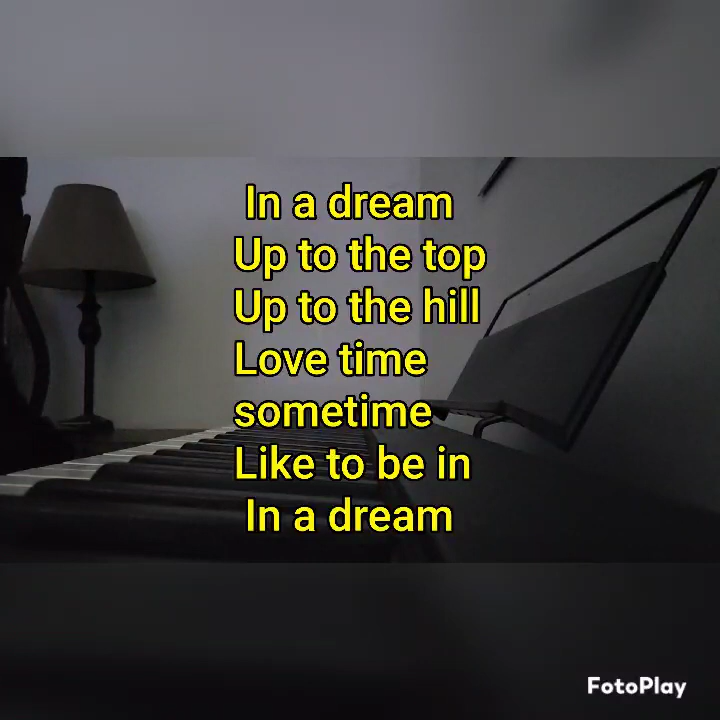 In a dream
Up to the top
Up to the hill
Love time
sometime
Like to be in
In a dream
FotoPlay